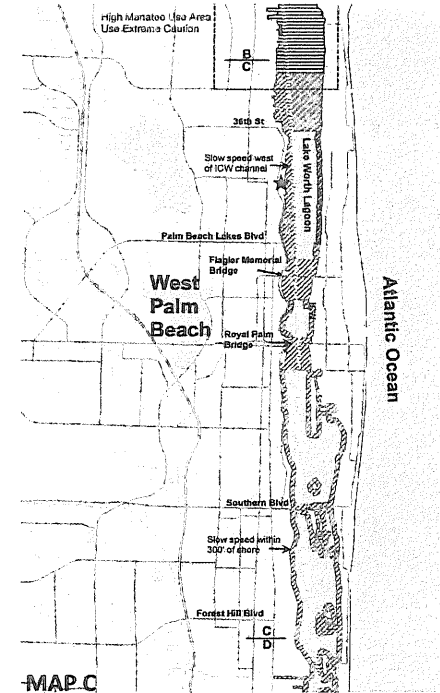 High Manatee Use Area
Use Extreme Caution
B
C
36th St
Slow speed west
of ICW channel
Lake Worth Lagoon
Palm Beach Lakes Blvd
Flagler Memorial
Bridge
West
Palm
Beach
Atlantic Ocean
Royal Palm
Bridge
Southern Blvd
Slow speed within
300' of shore
Forest Hill Blvd
C
D
MAP C